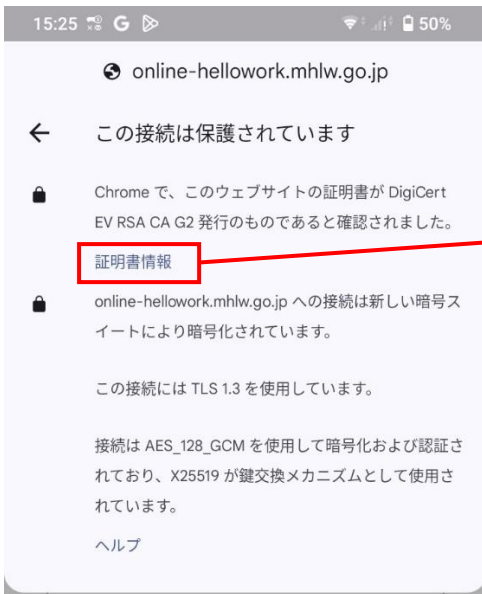 15:25 G 50%
online-hellowork.mhlw.go.jp
この接続は保護されています
Chrome で、このウェブサイトの証明書が DigiCert
EV RSA CA G2 発行のものであると確認されました。
証明書情報
online-hellowork.mhlw.go.jp への接続は新しい暗号ス
イートにより暗号化されています。
この接続には TLS 1.3 を使用しています。
接続は AES_128_GCM を使用して暗号化および認証さ
れており、X25519 が鍵交換メカニズムとして使用さ
れています。
ヘルプ